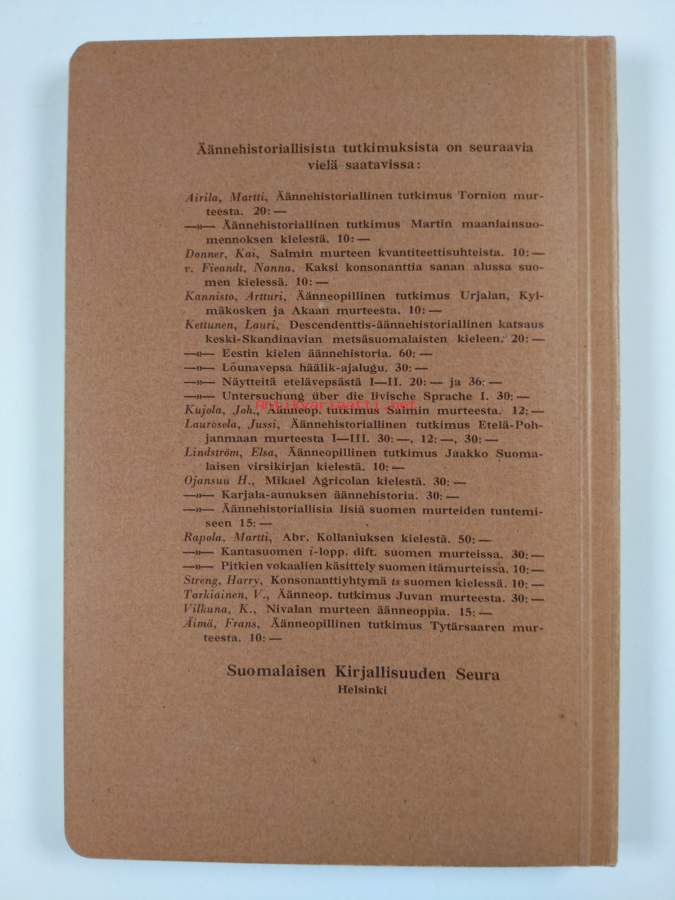 Äännehistoriallisista tutkimuksista on seuraavia
vielä saatavissa:
Airila, Martti, Äännehistoriallinen tutkimus Tornion mur-
teesta. 20: —
—»— Äännehistoriallinen tutkimus Martin maanlainsuo-
mennoksen kielestä. 10: —
Donner, Kai, Salmin murteen kvantiteettisuhteista. 10: —
v. Fieandt, Nanna. Kaksi konsonanttia sanan alussa suo-
men kielessä. 10: —
Kannisto, Artturi, Ääneopillinen tutkimus Urjalan, Kyl-
mäkosken ja Akaan murteesta. 10: —
Kettunen, Lauri, Descendenttis-äännehistoriallinen katsaus
keski-Skandinavian metsäsuomalaisten kieleen. 20: —
—»— Eestin kielen äännehistoria. 60: —
—»— Lõunavepsa häälik-ajalugu. 30: —
—»— Näytteitä etelävepsästä I—II. 20: — ja 36: —
—»— Untersuchung über die livische Sprache I. 30: —
Antikvariaatti.net
Kujola, Joh., Äänneop. tutkimus Salmin murteesta. 12: —
Laurosela, Jussi, Äännehistoriallinen tutkimus Etelä-Poh-
janmaan murteesta I—III. 30: —, 12: —, 30: —
Lindström, Elsa, Äänneopillinen tutkimus Jaakko Suoma-
laisen virsikirjan kielestä. 10: —
Ojansuu H., Mikael Agricolan kielestä. 30: —
—»— Karjala-aunuksen äännehistoria. 30: —
—»— Äännehistoriallisia lisiä suomen murteiden tuntemi-
seen 15: —
Rapola, Martti, Abr. Kollaniuksen kielestä. 50: —
—»— Kantasuomen i-lopp. dift. suomen murteissa. 30: —
—»— Pitkien vokaalien käsittely suomen itämurteissa. 10: —
Streng, Harry, Konsonanttiyhtymä ts suomen kielessä. 10: —
Tarkiainen, V., Äänneop. tutkimus Juvan murteesta. 30: —
Vilkuna, K., Nivalan murteen äänneoppia. 15: —
Äimä, Frans, Äänneopillinen tutkimus Tytärsaaren mur-
teesta. 10: —
Suomalaisen Kirjallisuuden Seura
Helsinki